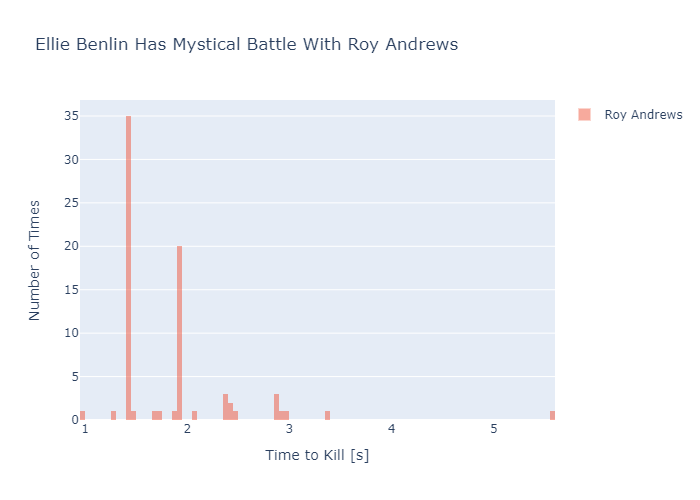 Ellie Benlin Has Mystical Battle With Roy Andrews
Roy Andrews
35
30
25
20
15
10
5
0
Number of Times
1 2 3 4 5
Time to Kill [s]